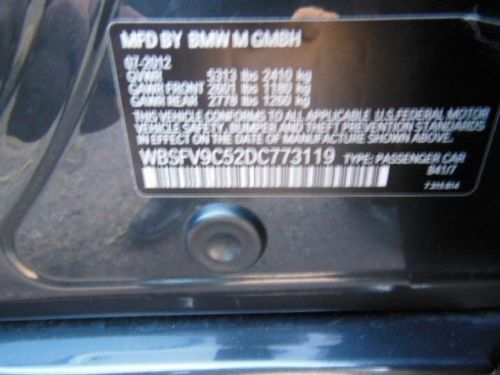 MFD BY BMW M GMBH
07-2012
GVWR 5313 lbs 2410 kg
GAWR FRONT 2601 lbs 1180 kg
GAWR REAR 2778 lbs 1260 kg
THIS VEHICLE CONFORMS TO ALL APPLICABLE U.S. FEDERAL MOTOR
VEHICLE SAFETY, BUMPER AND THEFT PREVENTION STANDARDS
IN EFFECT ON THE DATE OF MANUFACTURE SHOWN ABOVE.
WBSFV9C52DC773119 TYPE: PASSENGER CAR
B41/7